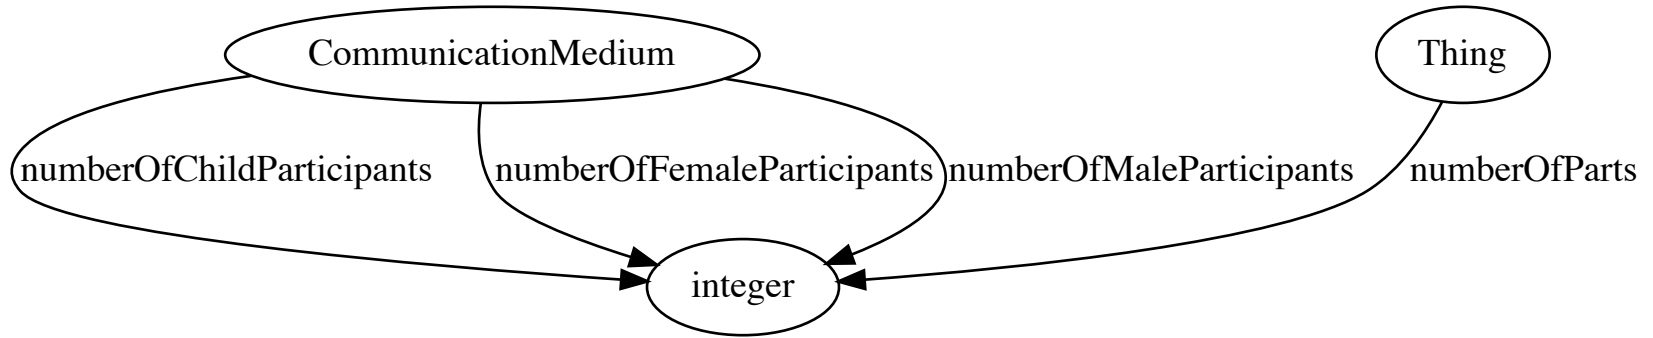 CommunicationMedium
Thing
numberOfChildParticipants
numberOfFemaleParticipants
numberOfMaleParticipants
numberOfParts
integer